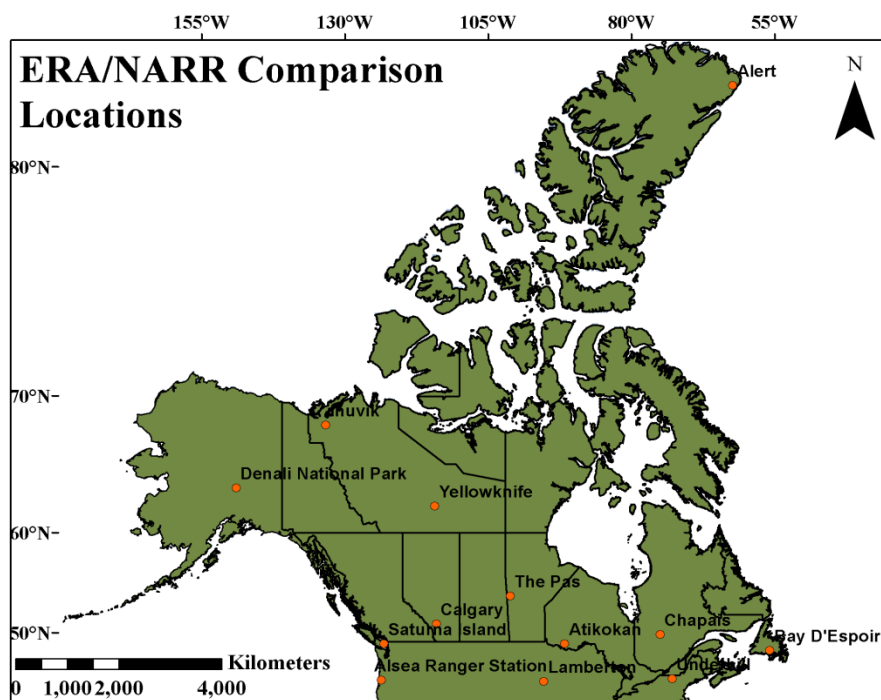 155°W 130°W 105°W 80°W 55°W
ERA/NARR Comparison
Locations
N
Alert
80°N
70°N
Denali National Park
Yellowknife
60°N
The Pas
Calgary
Chapais
50°N
Saturna Island
Atikokan
Bay D'Espoir
Kilometers
Alsea Ranger Station
Lamberton
Underhill
0 1,000 2,000 4,000